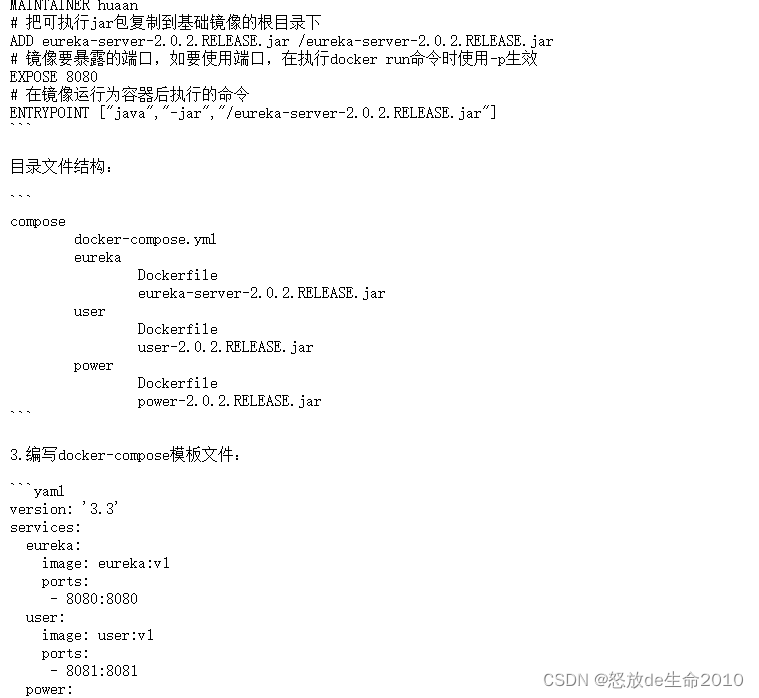 MAINTAINER huaan
# 把可执行jar包复制到基础镜像的根目录下
ADD eureka-server-2.0.2.RELEASE.jar /eureka-server-2.0.2.RELEASE.jar
# 镜像要暴露的端口，如要使用端口，在执行docker run命令时使用-p生效
EXPOSE 8080
# 在镜像运行为容器后执行的命令
ENTRYPOINT ["java","-jar","/eureka-server-2.0.2.RELEASE.jar"]
```
目录文件结构：
```
compose
docker-compose.yml
eureka
Dockerfile
eureka-server-2.0.2.RELEASE.jar
user
Dockerfile
user-2.0.2.RELEASE.jar
power
Dockerfile
power-2.0.2.RELEASE.jar
```
3.编写docker-compose模板文件：
```yaml
version: '3.3'
services:
  eureka:
    image: eureka:v1
    ports:
     - 8080:8080
  user:
    image: user:v1
    ports:
     - 8081:8081
  power:
CSDN @怒放de生命2010